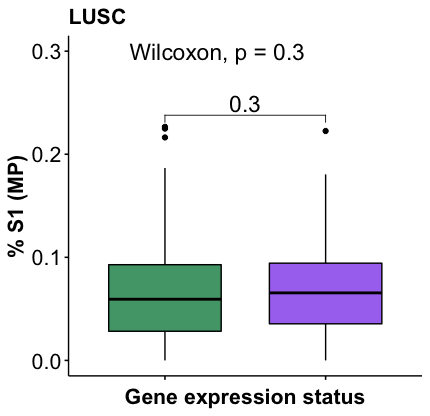 LUSC
0.3
Wilcoxon, p = 0.3
0.3
0.2
0.1
0.0
% S1 (MP)
Gene expression status